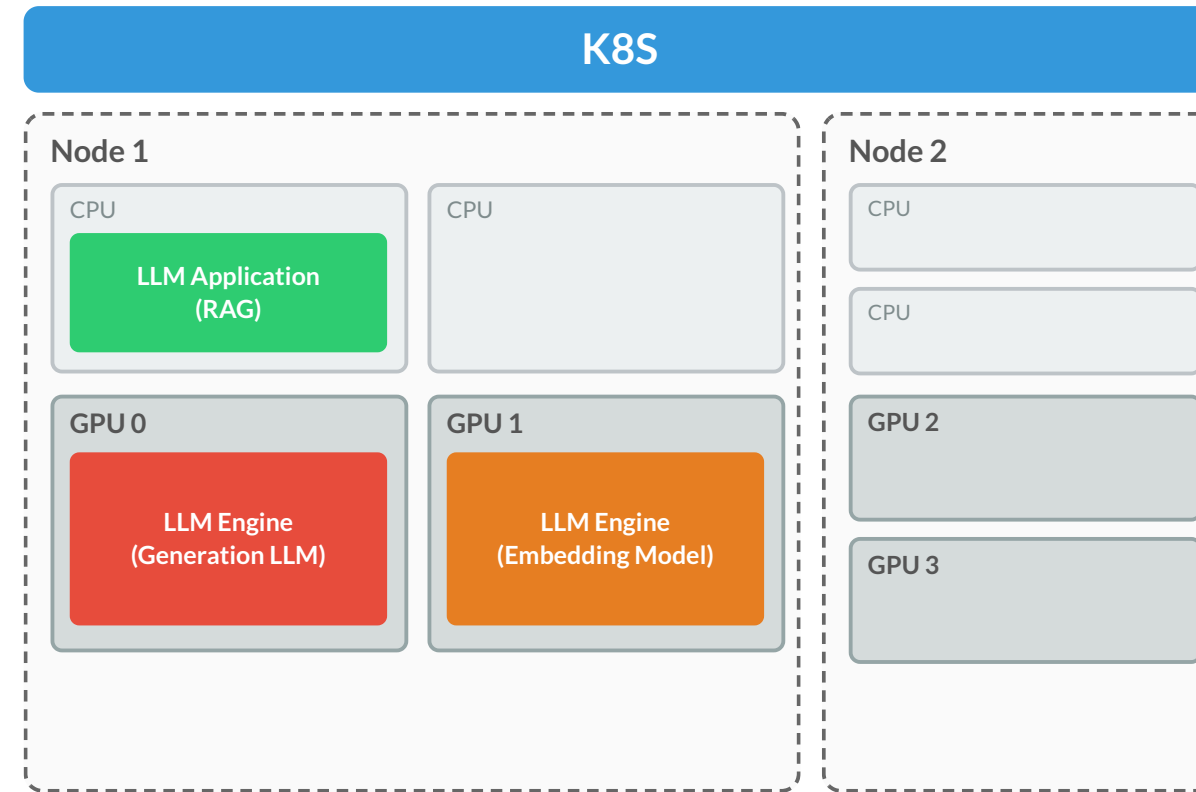 K8S
Node 1
CPU
LLM Application
(RAG)
CPU
GPU 0
LLM Engine
(Generation LLM)
GPU 1
LLM Engine
(Embedding Model)
Node 2
CPU
CPU
GPU 2
GPU 3